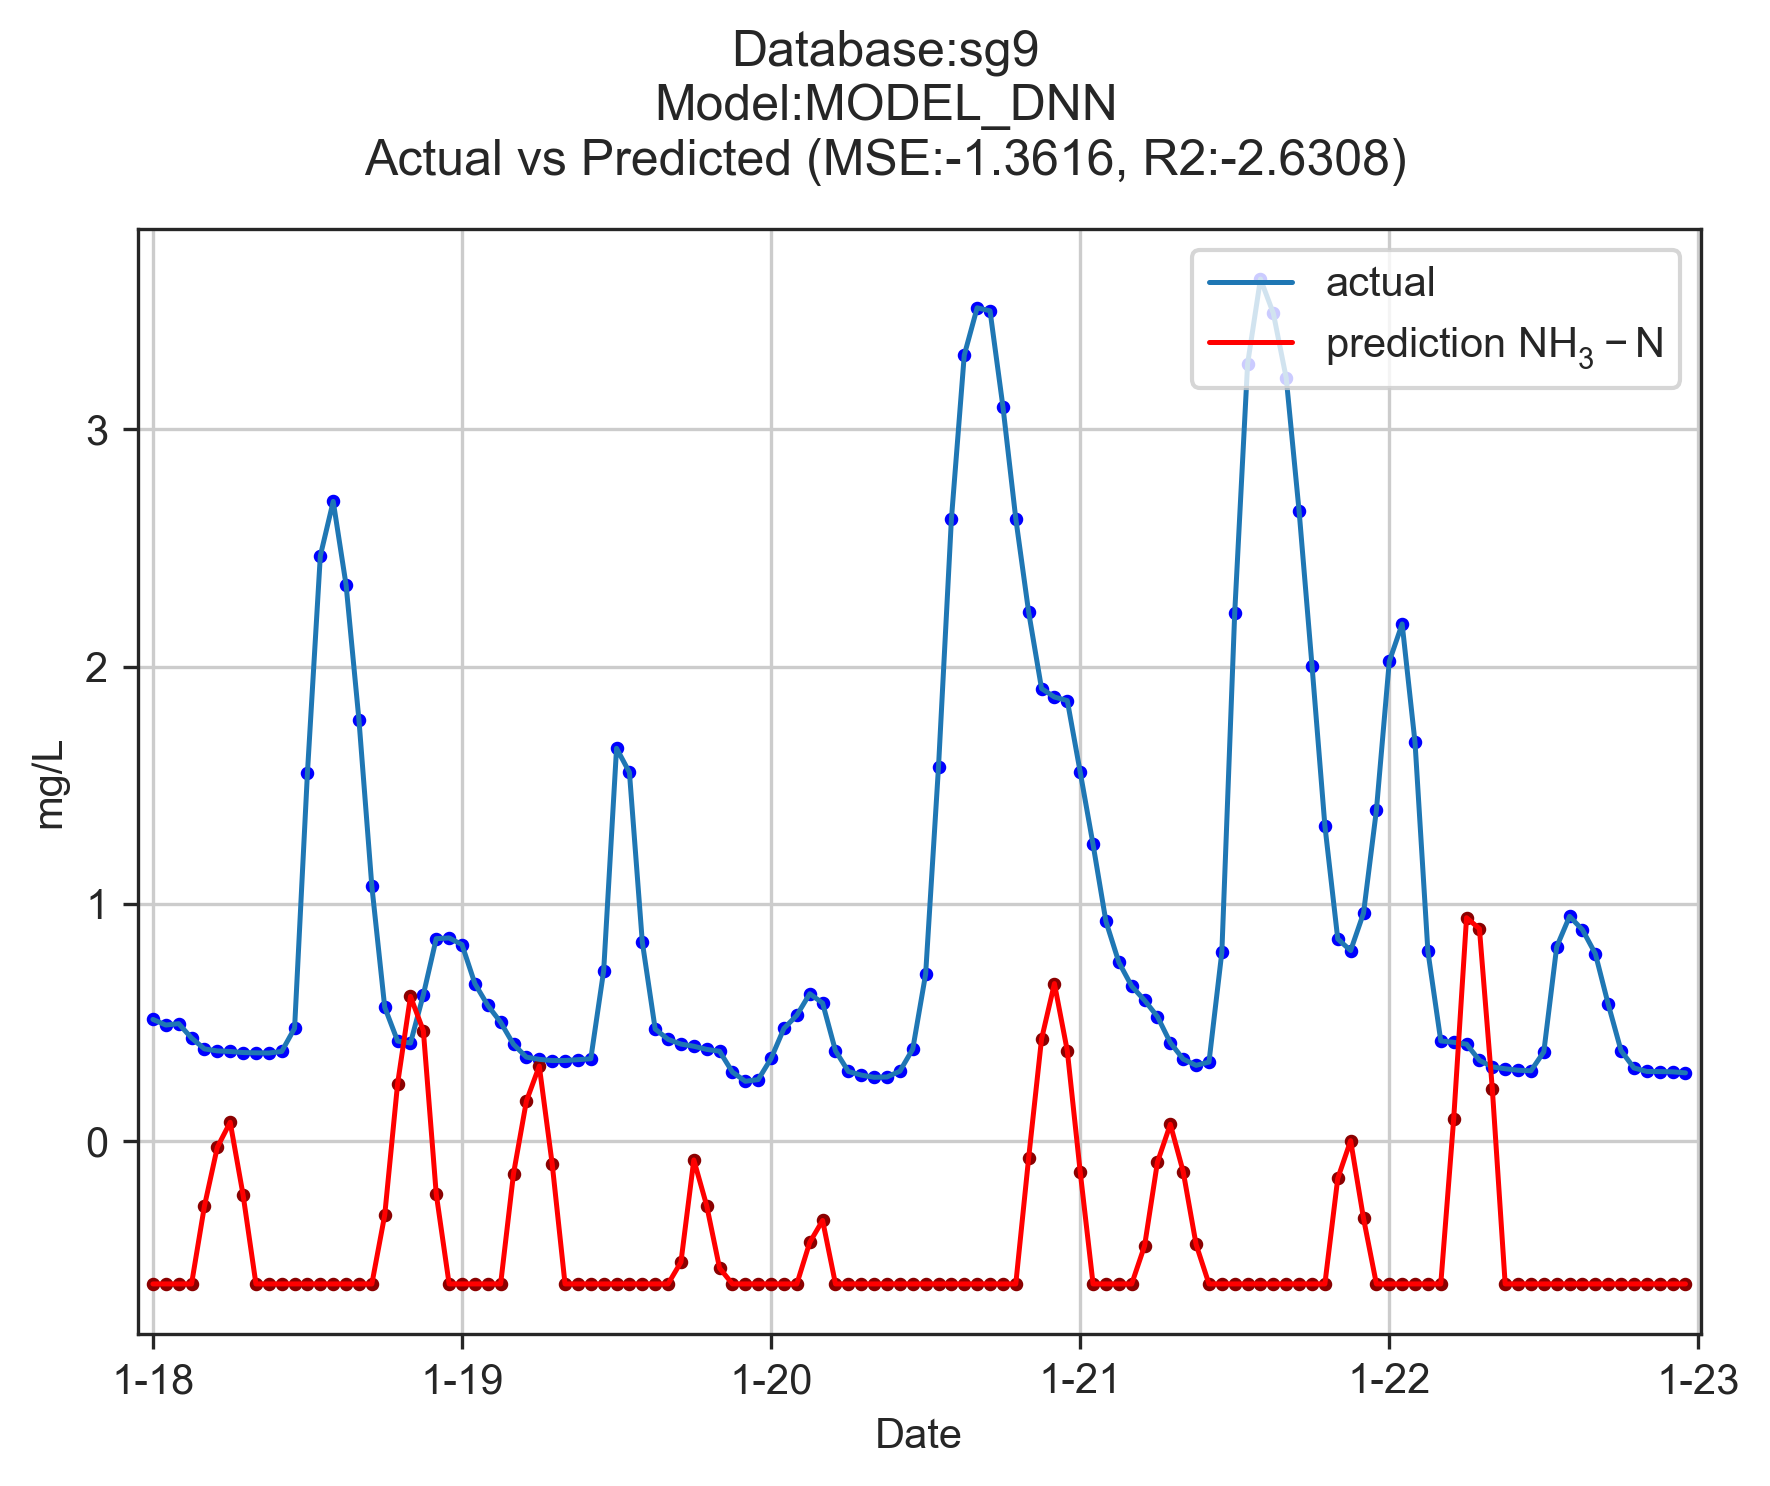 Database:sg9
Model:MODEL_DNN
Actual vs Predicted (MSE:-1.3616, R2:-2.6308)
actual
prediction NH₃ − N
3
2
1
0
mg/L
1-18 1-19 1-20 1-21 1-22 1-23
Date